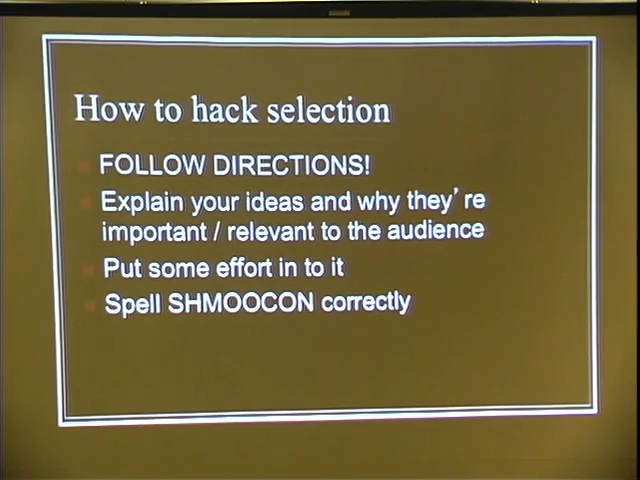 How to hack selection
FOLLOW DIRECTIONS!
Explain your ideas and why they're
important / relevant to the audience
Put some effort in to it
Spell SHMOOCON correctly